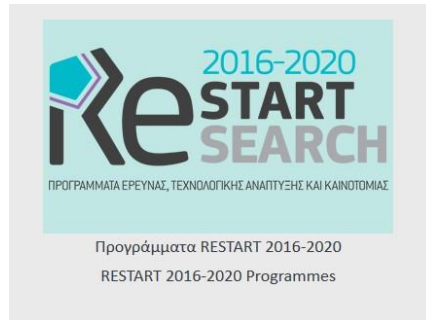 2016-2020
Re START
SEARCH
ΠΡΟΓΡΑΜΜΑΤΑ ΕΡΕΥΝΑΣ, ΤΕΧΝΟΛΟΓΙΚΗΣ ΑΝΑΠΤΥΞΗΣ ΚΑΙ ΚΑΙΝΟΤΟΜΙΑΣ
Προγράμματα RESTART 2016-2020
RESTART 2016-2020 Programmes